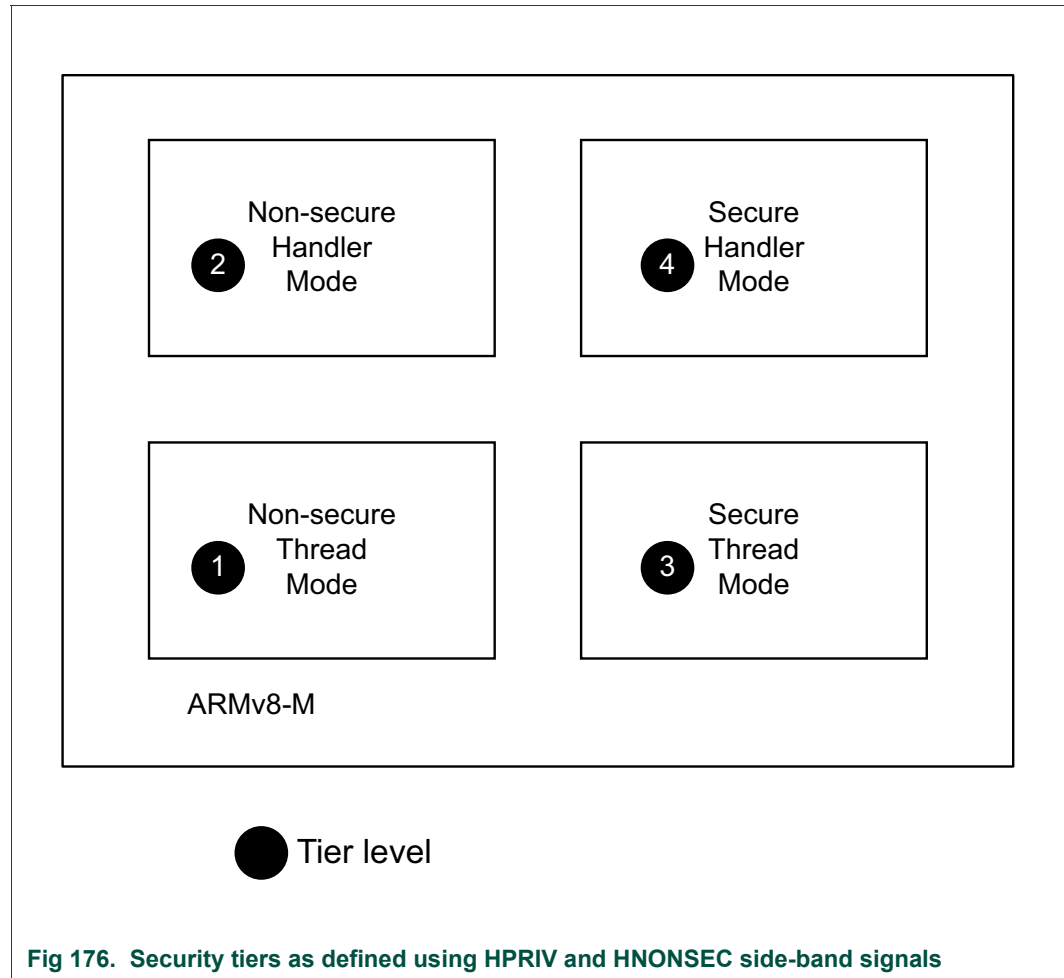 Non-secure
2 Handler
Mode
Secure
4 Handler
Mode
Non-secure
1 Thread
Mode
Secure
3 Thread
Mode
ARMv8-M
Tier level
Fig 176. Security tiers as defined using HPRIV and HNONSEC side-band signals